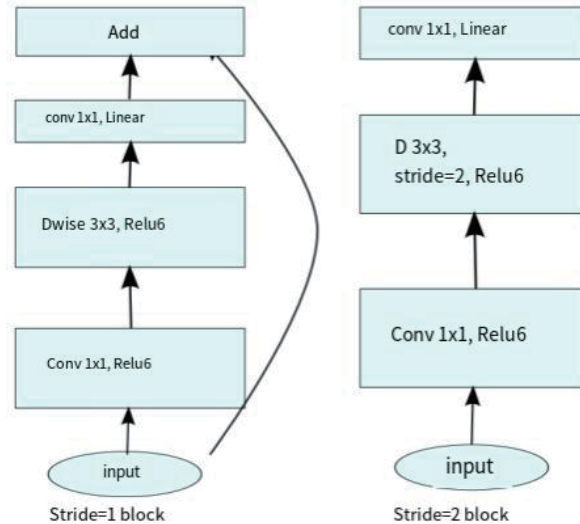 Add
conv 1x1, Linear
Dwise 3x3, Relu6
Conv 1x1, Relu6
input
Stride=1 block
conv 1x1, Linear
D 3x3,
stride=2, Relu6
Conv 1x1, Relu6
input
Stride=2 block